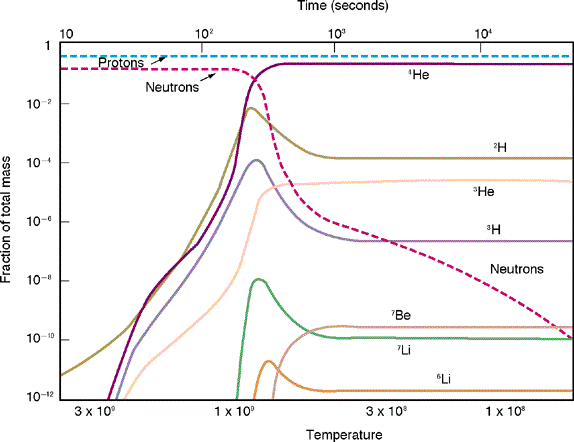 Time (seconds)
10 10² 10³ 10⁴
1
Protons
Neutrons
⁴He
10⁻²
²H
10⁻⁴
³He
10⁻⁶
³H
Neutrons
10⁻⁸
⁷Be
10⁻¹⁰
⁷Li
⁶Li
10⁻¹²
Fraction of total mass
3 x 10⁹ 1 x 10⁹ 3 x 10⁸ 1 x 10⁸
Temperature